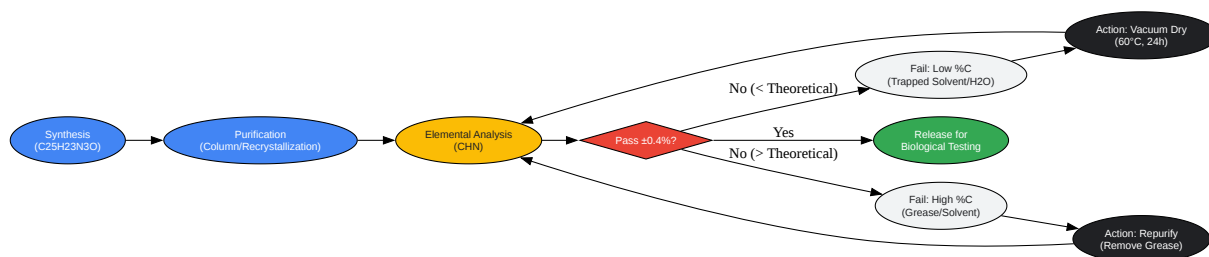 Synthesis
(C25H23N3O)
Purification
(Column/Recrystallization)
Elemental Analysis
(CHN)
Pass ±0.4%?
No (< Theoretical)
Yes
No (> Theoretical)
Fail: Low %C
(Trapped Solvent/H2O)
Action: Vacuum Dry
(60°C, 24h)
Release for
Biological Testing
Fail: High %C
(Grease/Solvent)
Action: Repurify
(Remove Grease)